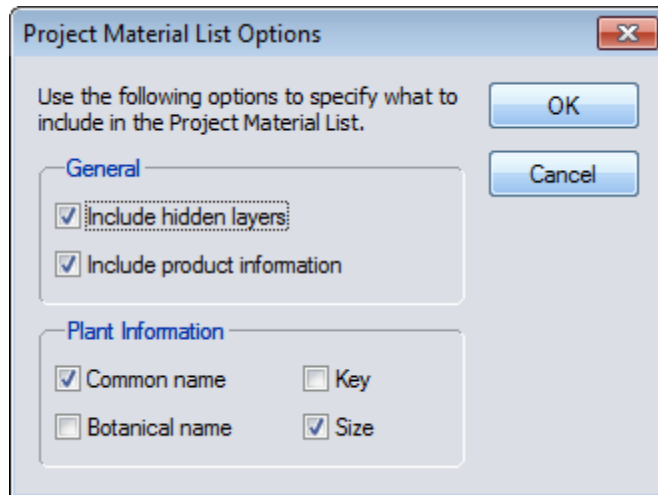 Project Material List Options
Use the following options to specify what to
include in the Project Material List.
OK
Cancel
General
Include hidden layers
Include product information
Plant Information
Common name
Key
Botanical name
Size